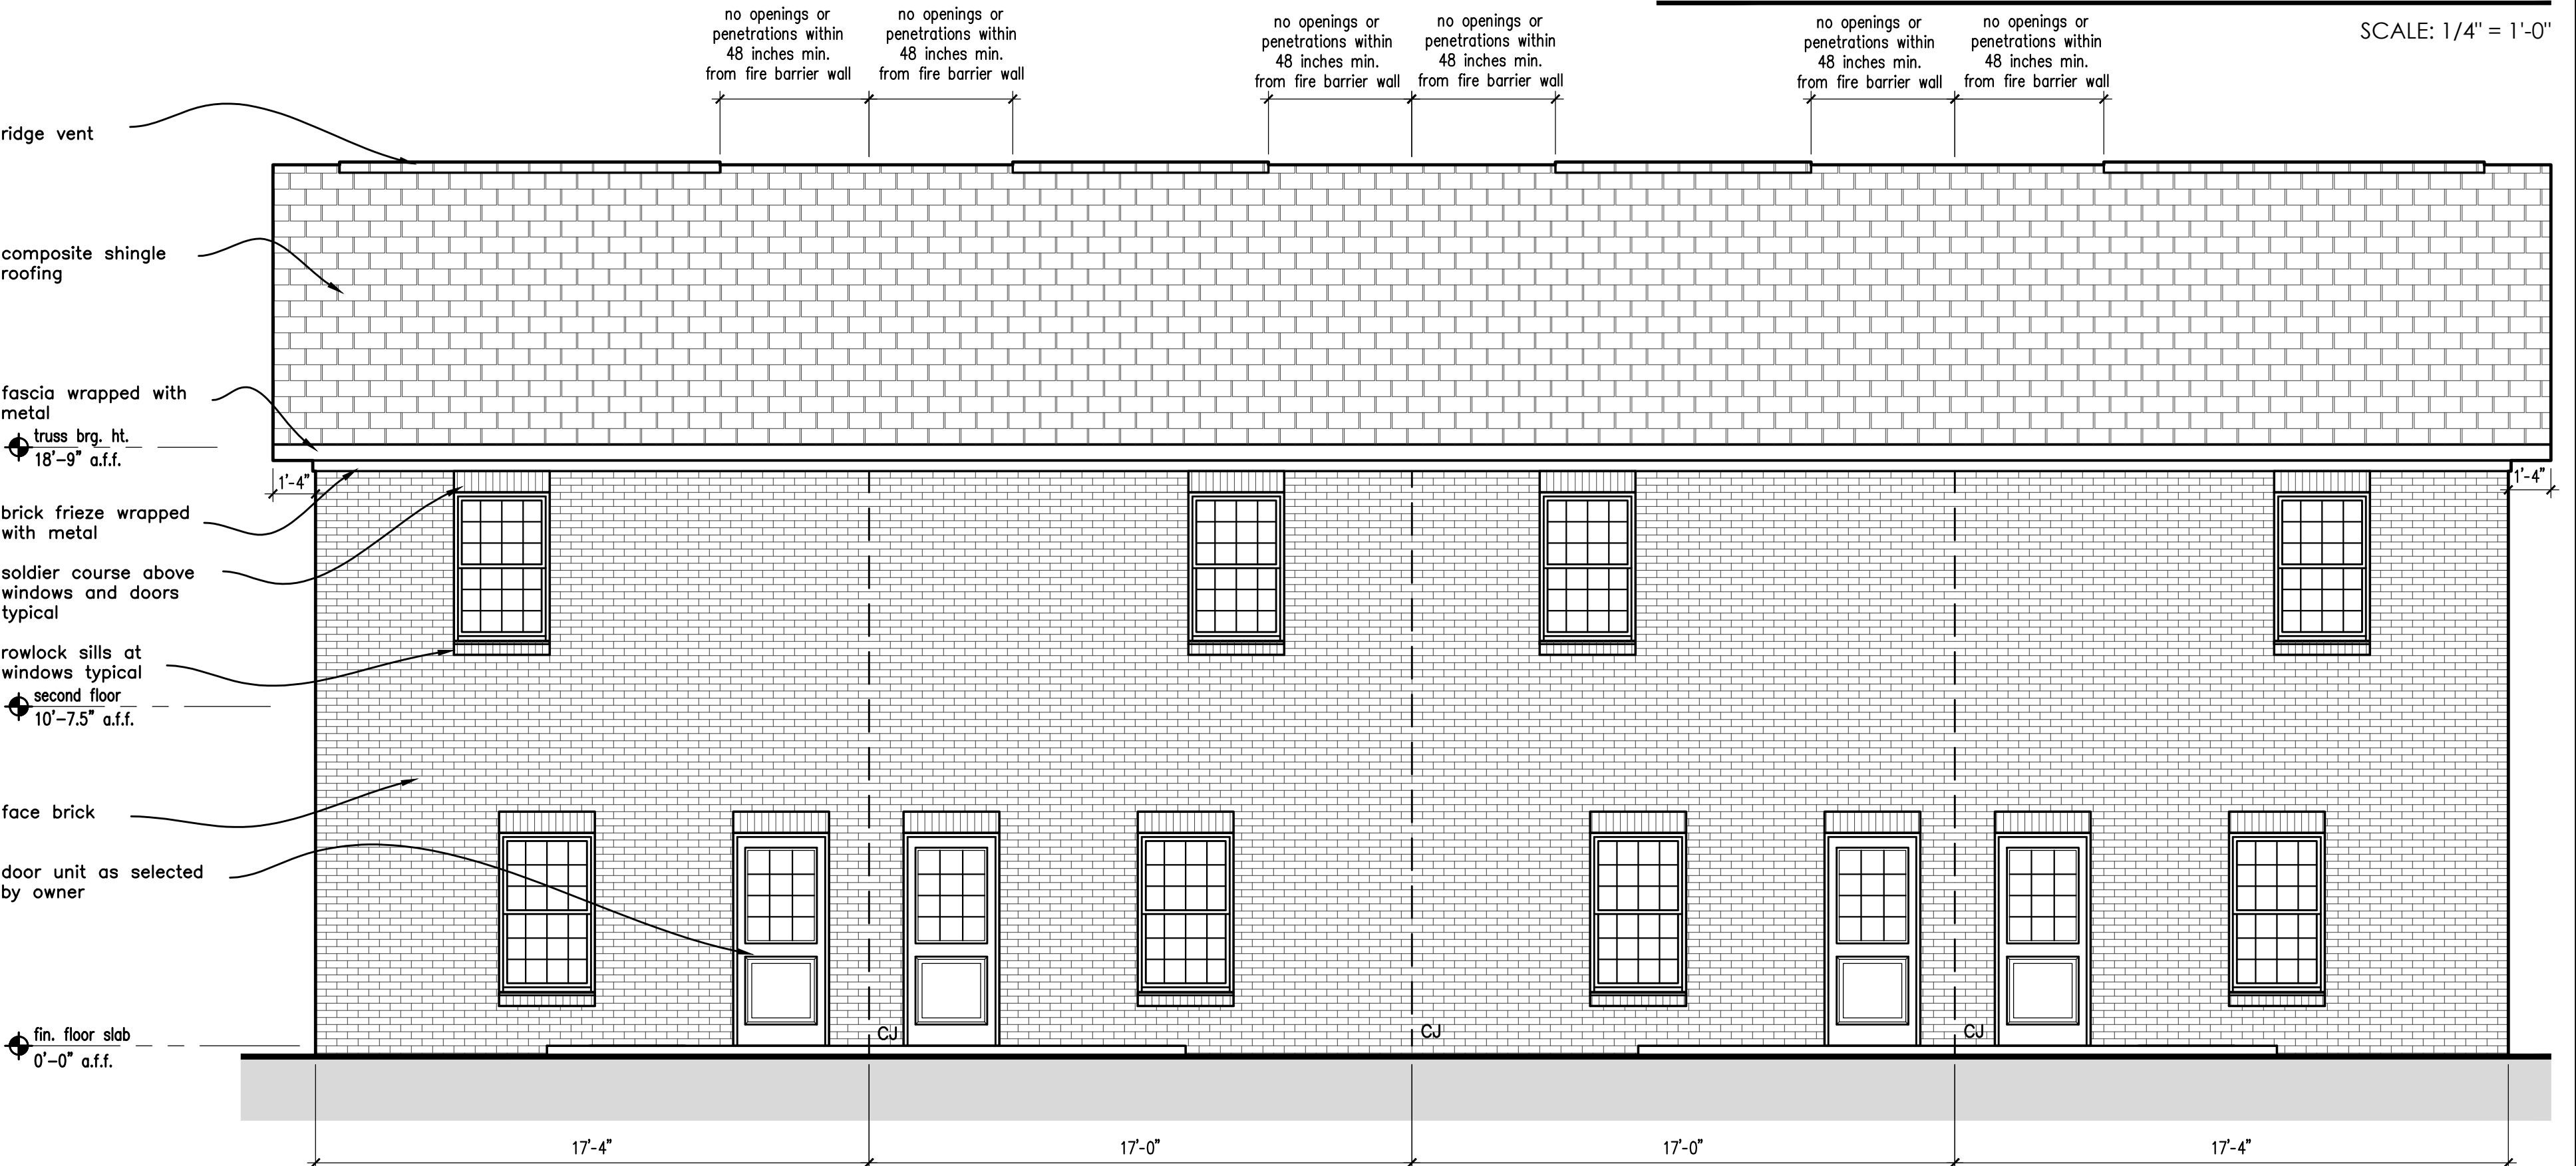 SCALE: 1/4" = 1'-0"
no openings or
penetrations within
48 inches min.
from fire barrier wall
no openings or
penetrations within
48 inches min.
from fire barrier wall
no openings or
penetrations within
48 inches min.
from fire barrier wall
no openings or
penetrations within
48 inches min.
from fire barrier wall
no openings or
penetrations within
48 inches min.
from fire barrier wall
no openings or
penetrations within
48 inches min.
from fire barrier wall
ridge vent
composite shingle
roofing
fascia wrapped with
metal
truss brg. ht.
18'-9" a.f.f.
1'-4"
1'-4"
brick frieze wrapped
with metal
soldier course above
windows and doors
typical
rowlock sills at
windows typical
second floor
10'-7.5" a.f.f.
face brick
door unit as selected
by owner
CJ
CJ
CJ
fin. floor slab
0'-0" a.f.f.
17'-4"
17'-0"
17'-0"
17'-4"